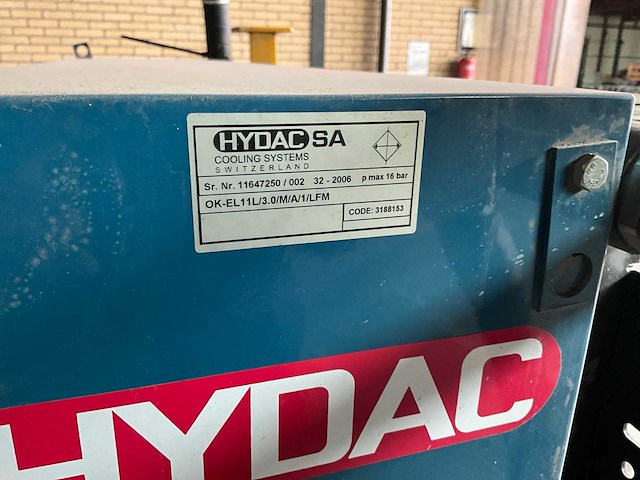 HYDAC SA
COOLING SYSTEMS
SWITZERLAND
Sr. Nr. 11647250 / 002 32 - 2006 p max 16 bar
OK-EL11L/3.0/M/A/1/LFM
CODE: 3188153
HYDAC